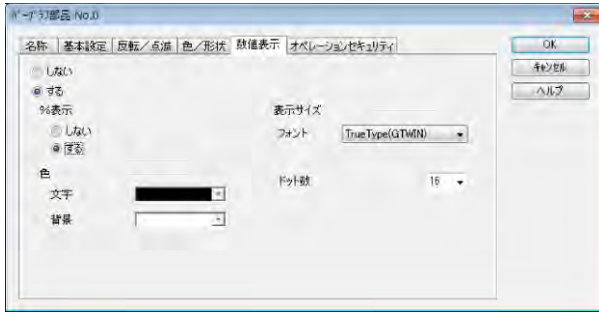 バーグラフ部品 No.0
名称 基本設定 反転／点滅 色／形状 数値表示 オペレーションセキュリティ
OK
キャンセル
ヘルプ
しない
する
%表示
しない
する
表示サイズ
フォント TrueType(GTWIN)
ドット数 16
色
文字
背景